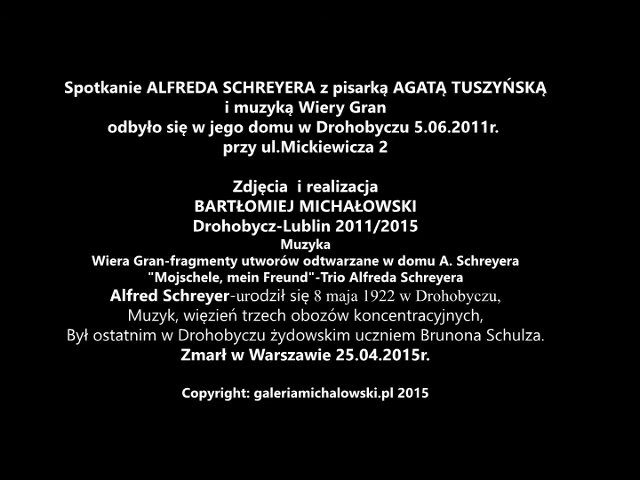 Spotkanie ALFREDA SCHREYERA z pisarką AGATĄ TUSZYŃSKĄ
i muzyką Wiery Gran
odbyło się w jego domu w Drohobyczu 5.06.2011r.
przy ul.Mickiewicza 2
Zdjęcia i realizacja
BARTŁOMIEJ MICHAŁOWSKI
Drohobycz-Lublin 2011/2015
Muzyka
Wiera Gran-fragmenty utworów odtwarzane w domu A. Schreyera
"Mojschele, mein Freund"-Trio Alfreda Schreyera
Alfred Schreyer-urodził się 8 maja 1922 w Drohobyczu,
Muzyk, więzień trzech obozów koncentracyjnych,
Był ostatnim w Drohobyczu żydowskim uczniem Brunona Schulza.
Zmarł w Warszawie 25.04.2015r.
Copyright: galeriamichalowski.pl 2015